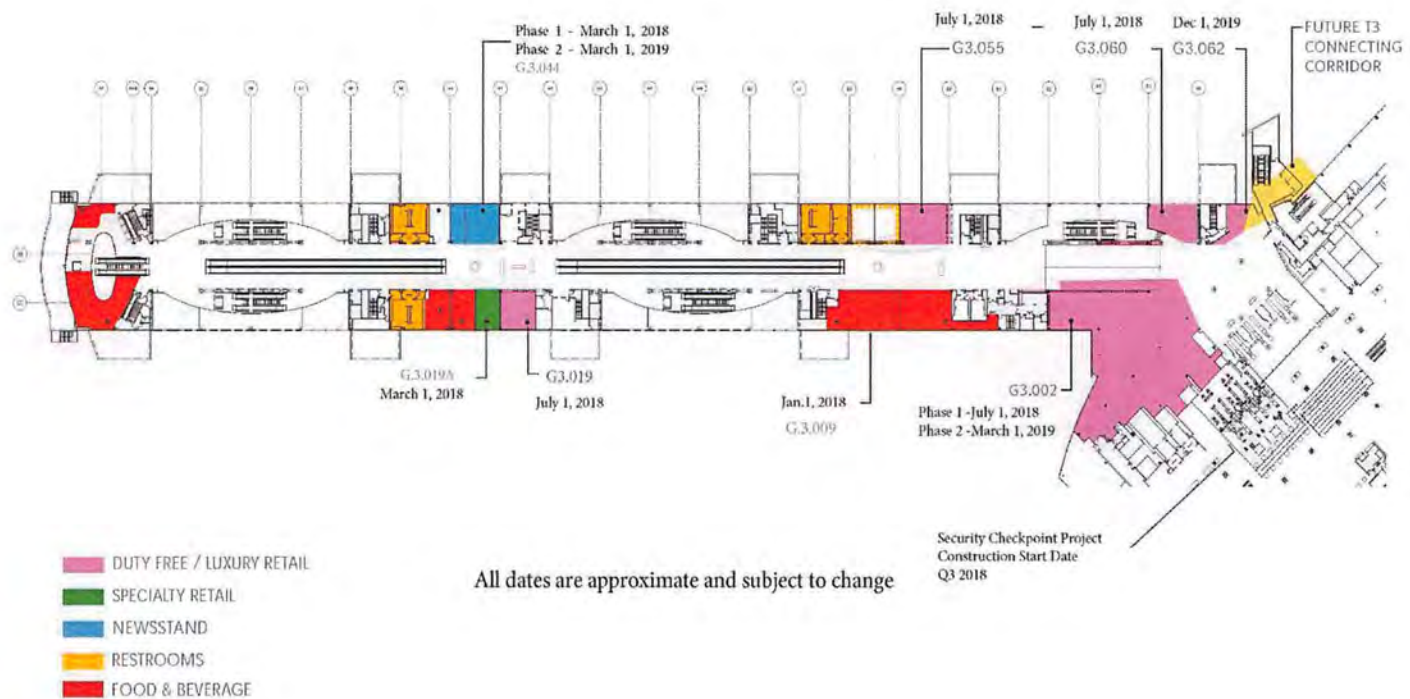 Phase 1 - March 1, 2018
Phase 2 - March 1, 2019
G.3.044
July 1, 2018
G3.055
–
July 1, 2018
G3.060
Dec 1, 2019
G3.062
FUTURE T3
CONNECTING
CORRIDOR
G.3.019A
March 1, 2018
G3.019
July 1, 2018
Jan.1, 2018
G.3.009
G3.002
Phase 1 -July 1, 2018
Phase 2 -March 1, 2019
Security Checkpoint Project
Construction Start Date
Q3 2018
All dates are approximate and subject to change
DUTY FREE / LUXURY RETAIL
SPECIALTY RETAIL
NEWSSTAND
RESTROOMS
FOOD & BEVERAGE